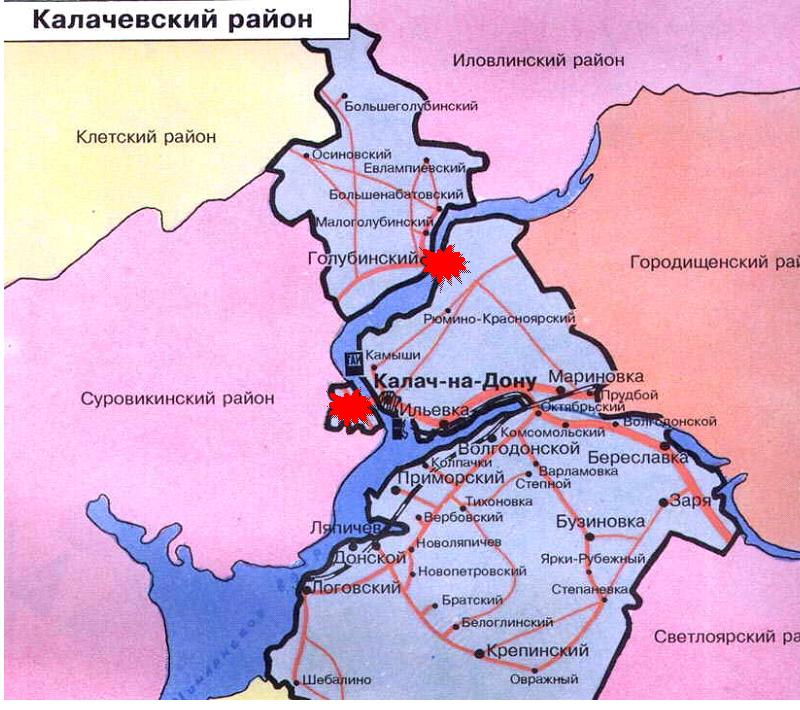 Калачевский район
Иловлинский район
Большеголубинский
Клетский район
Осиновский
Евлампиевский
Большенабатовский
Малоголубинский
Голубинский
Городищенский рай
Рюмино-Красноярский
Камыши
Калач-на-Дону
Мариновка
Суровикинский район
Прудбой
Ильевка
Октябрьский
Волгодонской
Комсомольский
Волгодонской
Береславка
Колпачки
Варламовка
Приморский
Степной
Заря
Тихоновка
Вербовский
Бузиновка
Ляпичев
Новоляпичев
Донской
Ярки-Рубежный
Новопетровский
Логовский
Степаневка
Братский
Белоглинский
Светлоярский ра
Крепинский
Шебалино
Овражный